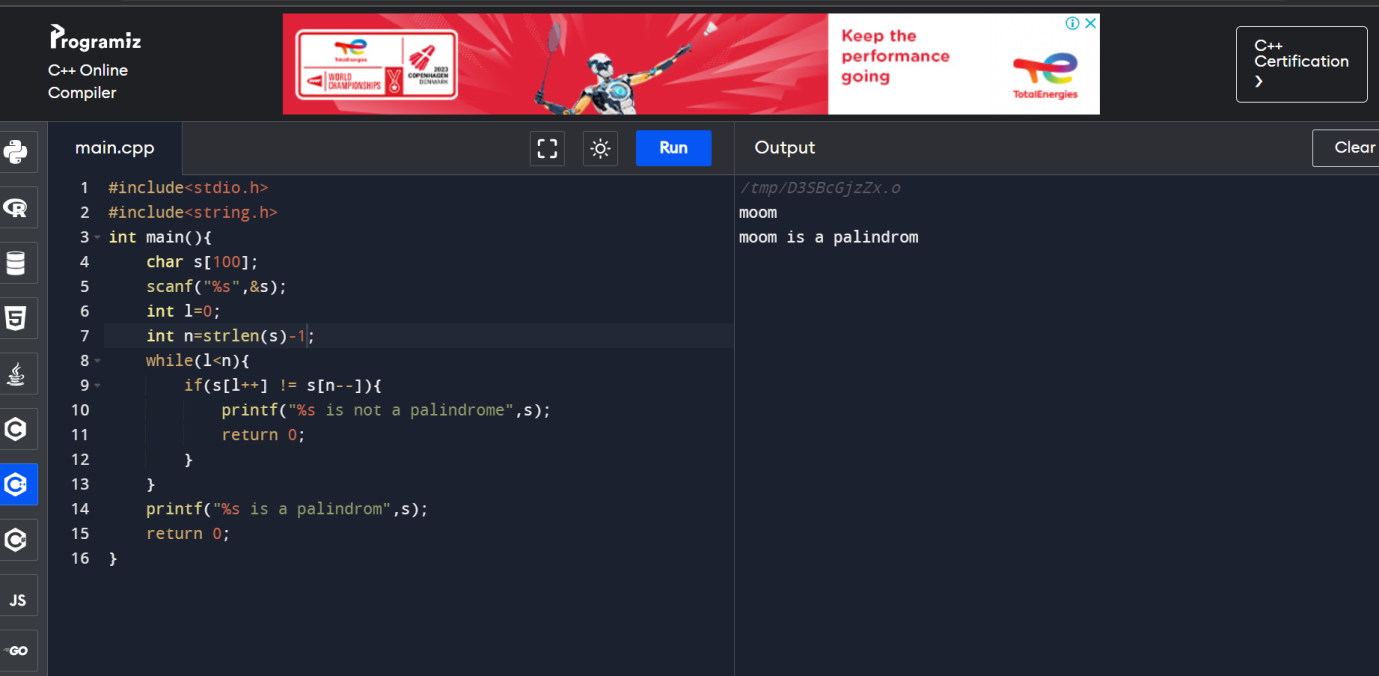 Programiz
C++ Online
Compiler
TotalEnergies
WORLD
CHAMPIONSHIPS
2023
COPENHAGEN
DENMARK
Keep the
performance
going
TotalEnergies
C++
Certification
main.cpp
Run
Output
Clear
1 #include<stdio.h>
2 #include<string.h>
3 int main(){
4 char s[100];
5 scanf("%s",&s);
6 int l=0;
7 int n=strlen(s)-1;
8 while(l<n){
9 if(s[l++] != s[n--]){
10 printf("%s is not a palindrome",s);
11 return 0;
12 }
13 }
14 printf("%s is a palindrom",s);
15 return 0;
16 }
/tmp/D3SBcGjzZx.o
moom
moom is a palindrom
R
5
C
C
C
JS
GO